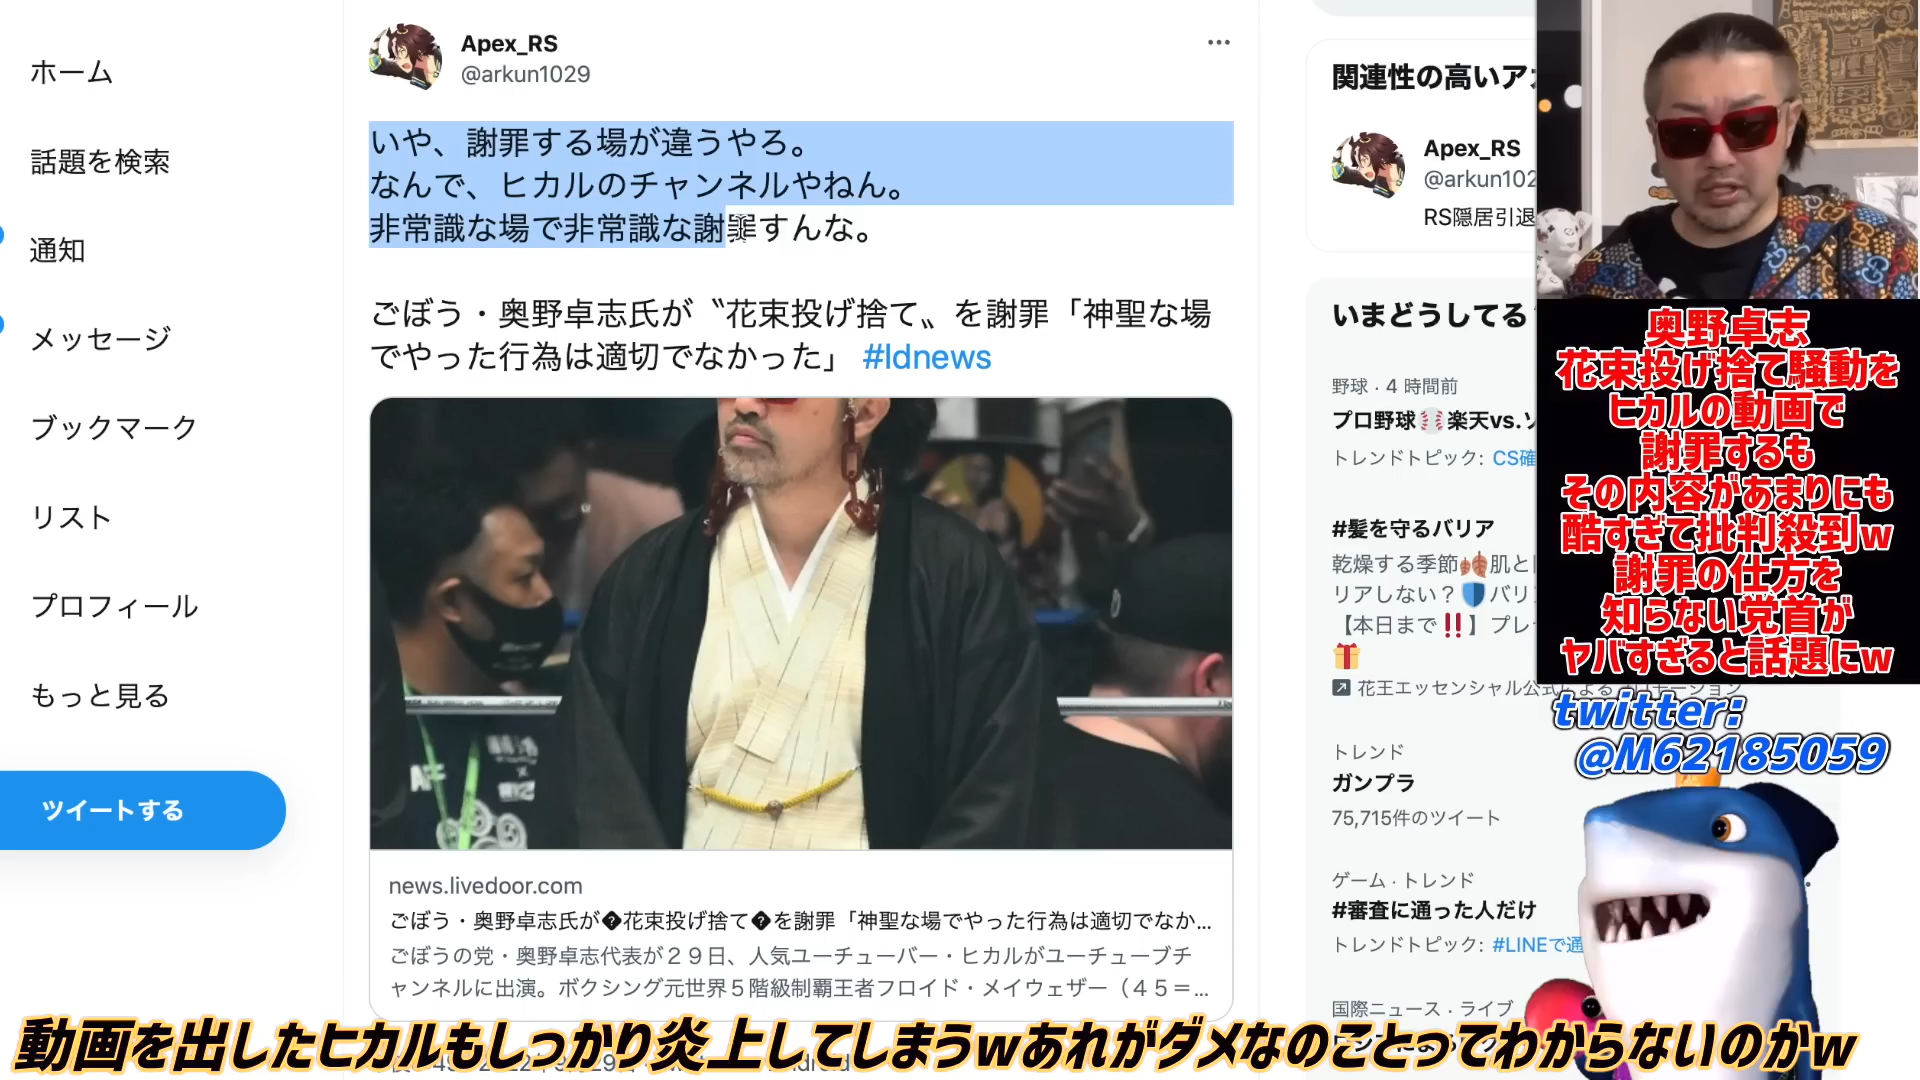 ホーム
話題を検索
通知
メッセージ
ブックマーク
リスト
プロフィール
もっと見る
ツイートする
Apex_RS
@arkun1029
いや、謝罪する場が違うやろ。
なんで、ヒカルのチャンネルやねん。
非常識な場で非常識な謝罪すんな。
ごぼう・奥野卓志氏が〝花束投げ捨て〟を謝罪「神聖な場
でやった行為は適切でなかった」 #ldnews
news.livedoor.com
ごぼう・奥野卓志氏が�花束投げ捨て�を謝罪「神聖な場でやった行為は適切でなか...
ごぼうの党・奥野卓志代表が２９日、人気ユーチューバー・ヒカルがユーチューブチ
ャンネルに出演。ボクシング元世界５階級制覇王者フロイド・メイウェザー（４５＝...
関連性の高いア
Apex_RS
@arkun102
RS隠居引退
いまどうしてる
野球 · 4 時間前
プロ野球⚾楽天vs.ソ
トレンドトピック: CS確
#髪を守るバリア
乾燥する季節🍂肌と
リアしない？🛡️バリ
【本日まで‼️】プレ
花王エッセンシャル公式によるプロモーション
トレンド
ガンプラ
75,715件のツイート
ゲーム · トレンド
#審査に通った人だけ
トレンドトピック: #LINEで通
国際ニュース · ライブ
奥野卓志
花束投げ捨て騒動を
ヒカルの動画で
謝罪するも
その内容があまりにも
酷すぎて批判殺到w
謝罪の仕方を
知らない党首が
ヤバすぎると話題にw
twitter:
@M62185059
動画を出したヒカルもしっかり炎上してしまうwあれがダメなのことってわからないのかw